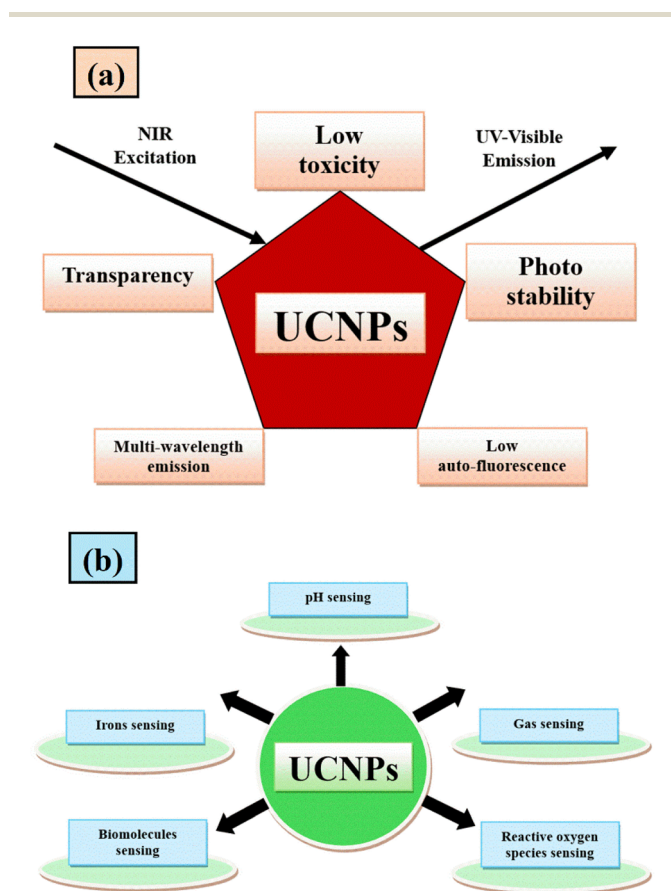 (a)
NIR
Excitation
Low
toxicity
UV-Visible
Emission
Transparency
Photo
stability
UCNPs
Multi-wavelength
emission
Low
auto-fluorescence
(b)
pH sensing
Irons sensing
Gas sensing
UCNPs
Biomolecules
sensing
Reactive oxygen
species sensing